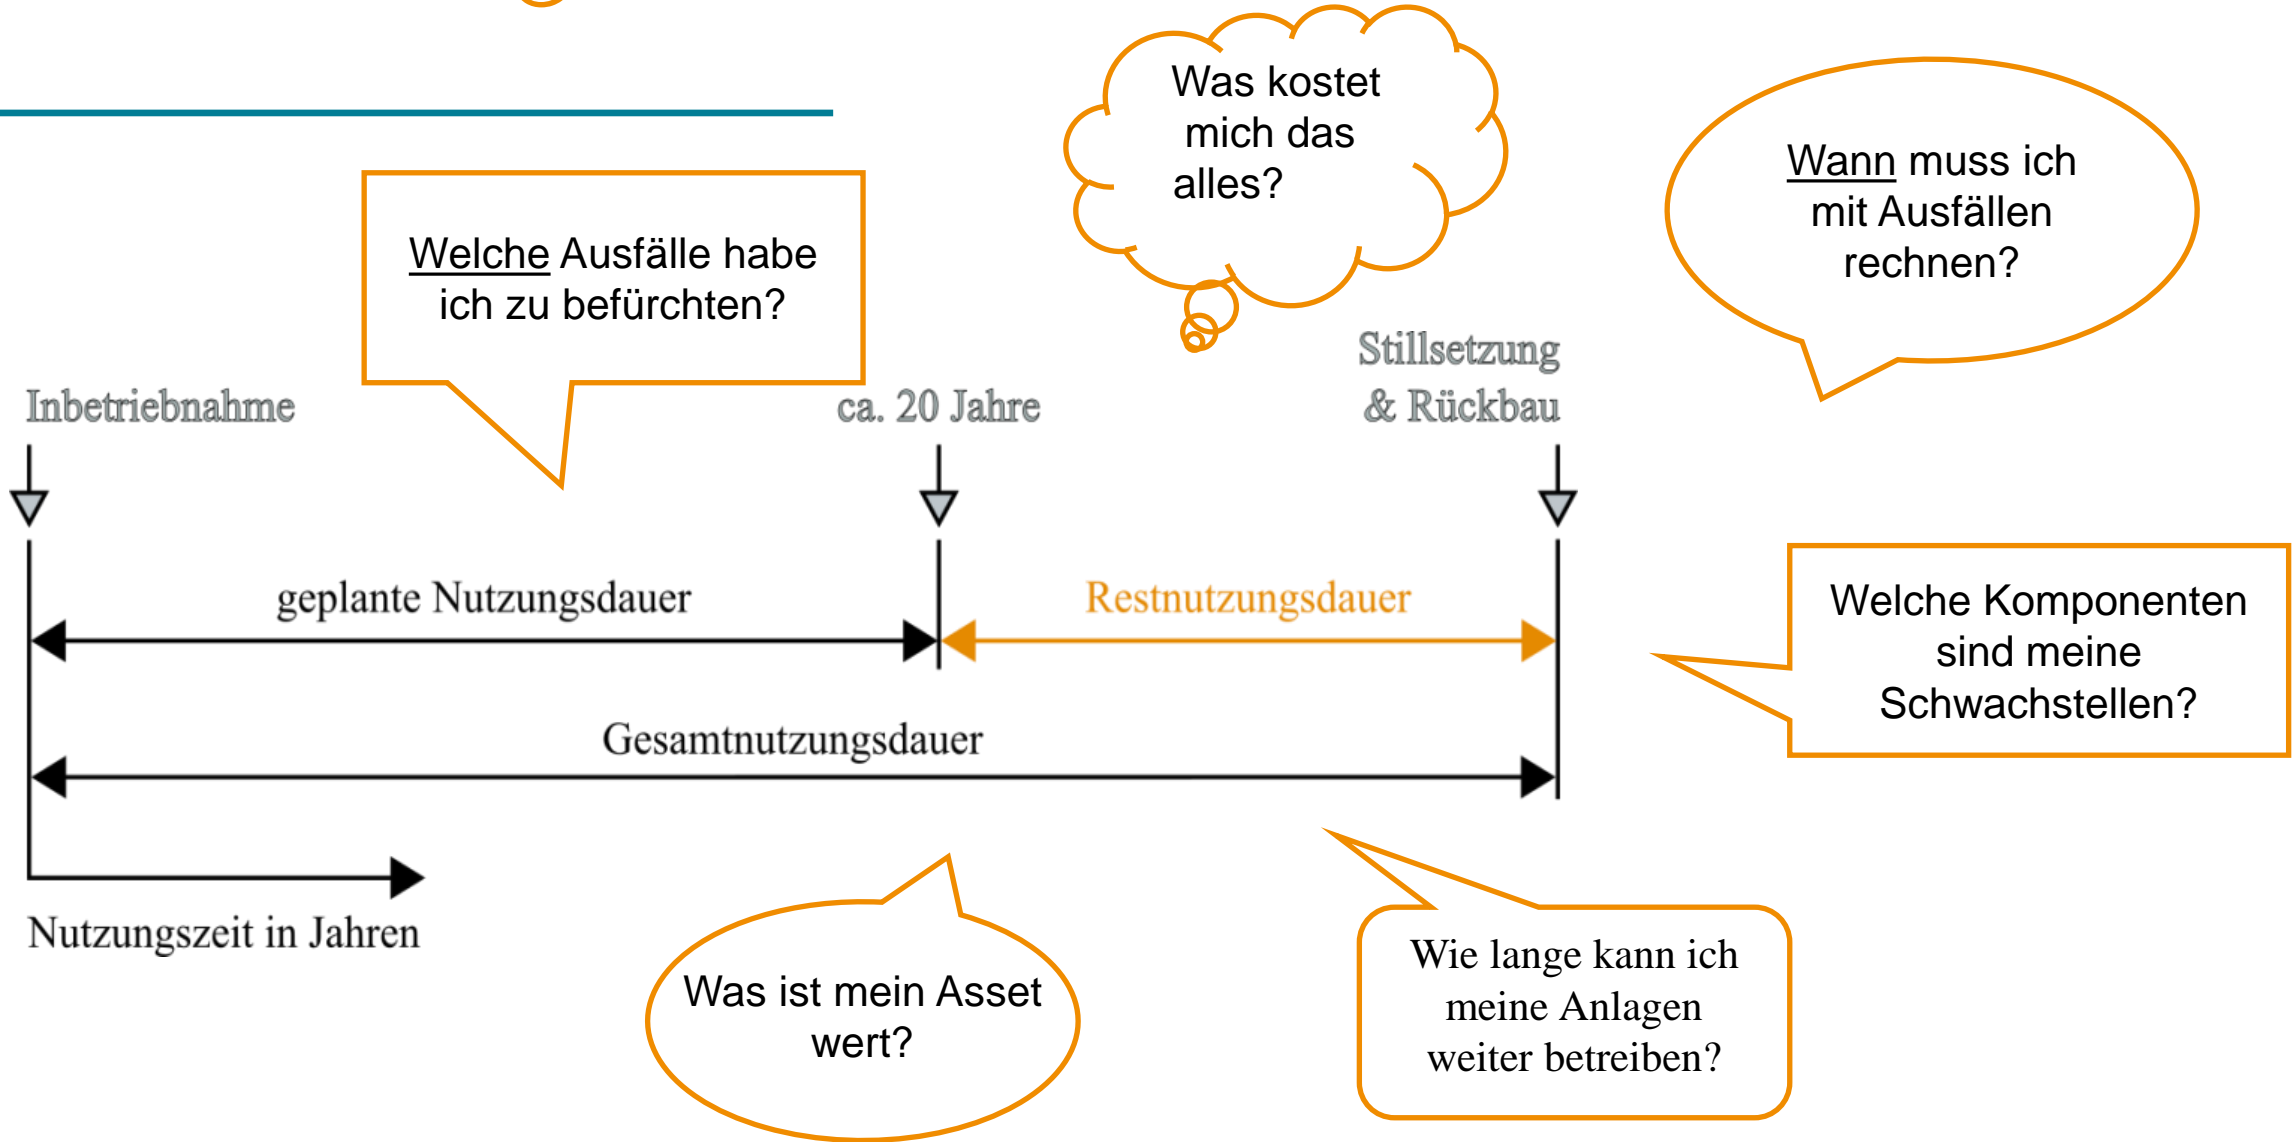 Was kostet
mich das
alles?
Wann muss ich
mit Ausfällen
rechnen?
Welche Ausfälle habe
ich zu befürchten?
Inbetriebnahme
ca. 20 Jahre
Stillsetzung
& Rückbau
geplante Nutzungsdauer
Restnutzungsdauer
Welche Komponenten
sind meine
Schwachstellen?
Gesamtnutzungsdauer
Nutzungszeit in Jahren
Was ist mein Asset
wert?
Wie lange kann ich
meine Anlagen
weiter betreiben?